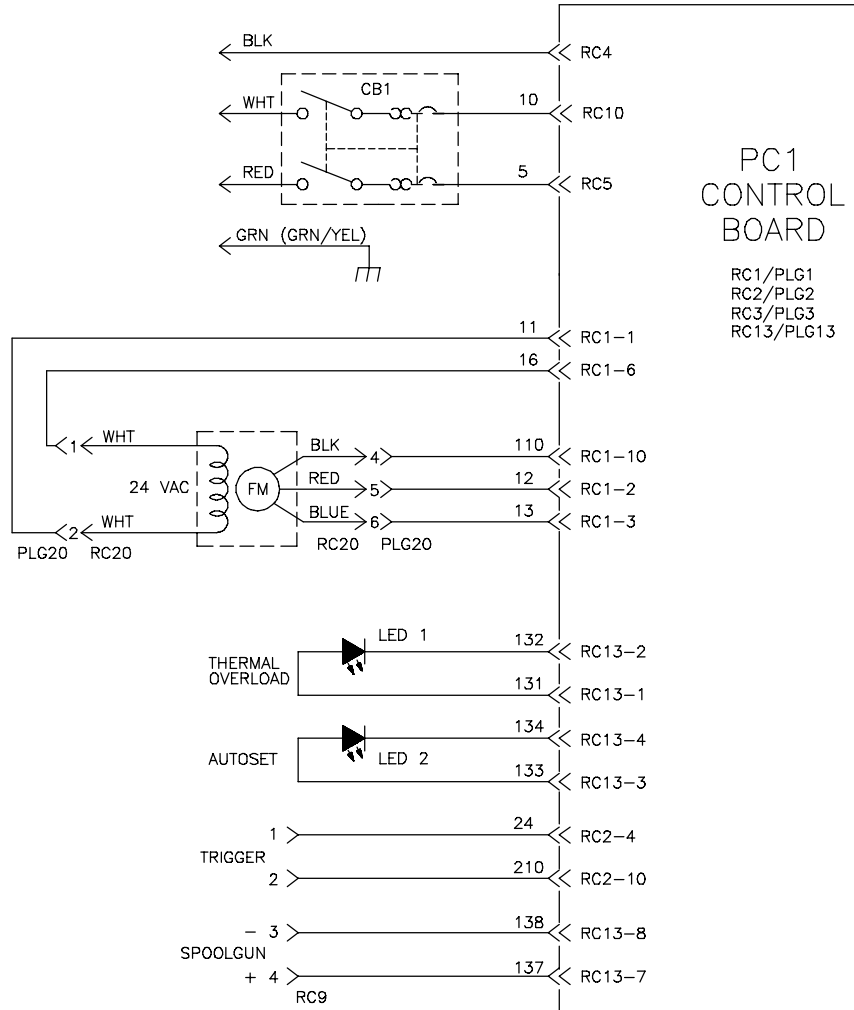 BLK
RC4
CB1
WHT
10
RC10
RED
5
RC5
GRN (GRN/YEL)
PC1
CONTROL
BOARD
RC1/PLG1
RC2/PLG2
RC3/PLG3
RC13/PLG13
11
RC1-1
16
RC1-6
1
WHT
BLK
4
110
RC1-10
24 VAC
FM
RED
5
12
RC1-2
2
WHT
BLUE
6
13
RC1-3
PLG20
RC20
RC20
PLG20
LED 1
132
RC13-2
THERMAL
OVERLOAD
131
RC13-1
134
RC13-4
AUTOSET
LED 2
133
RC13-3
1
24
RC2-4
TRIGGER
2
210
RC2-10
- 3
138
RC13-8
SPOOLGUN
+ 4
137
RC13-7
RC9